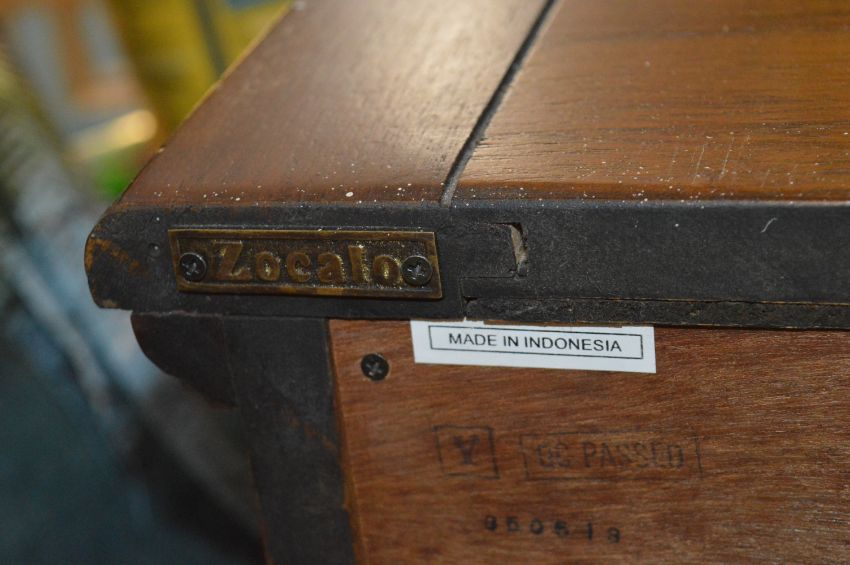 Zocalo
MADE IN INDONESIA
QC PASSED